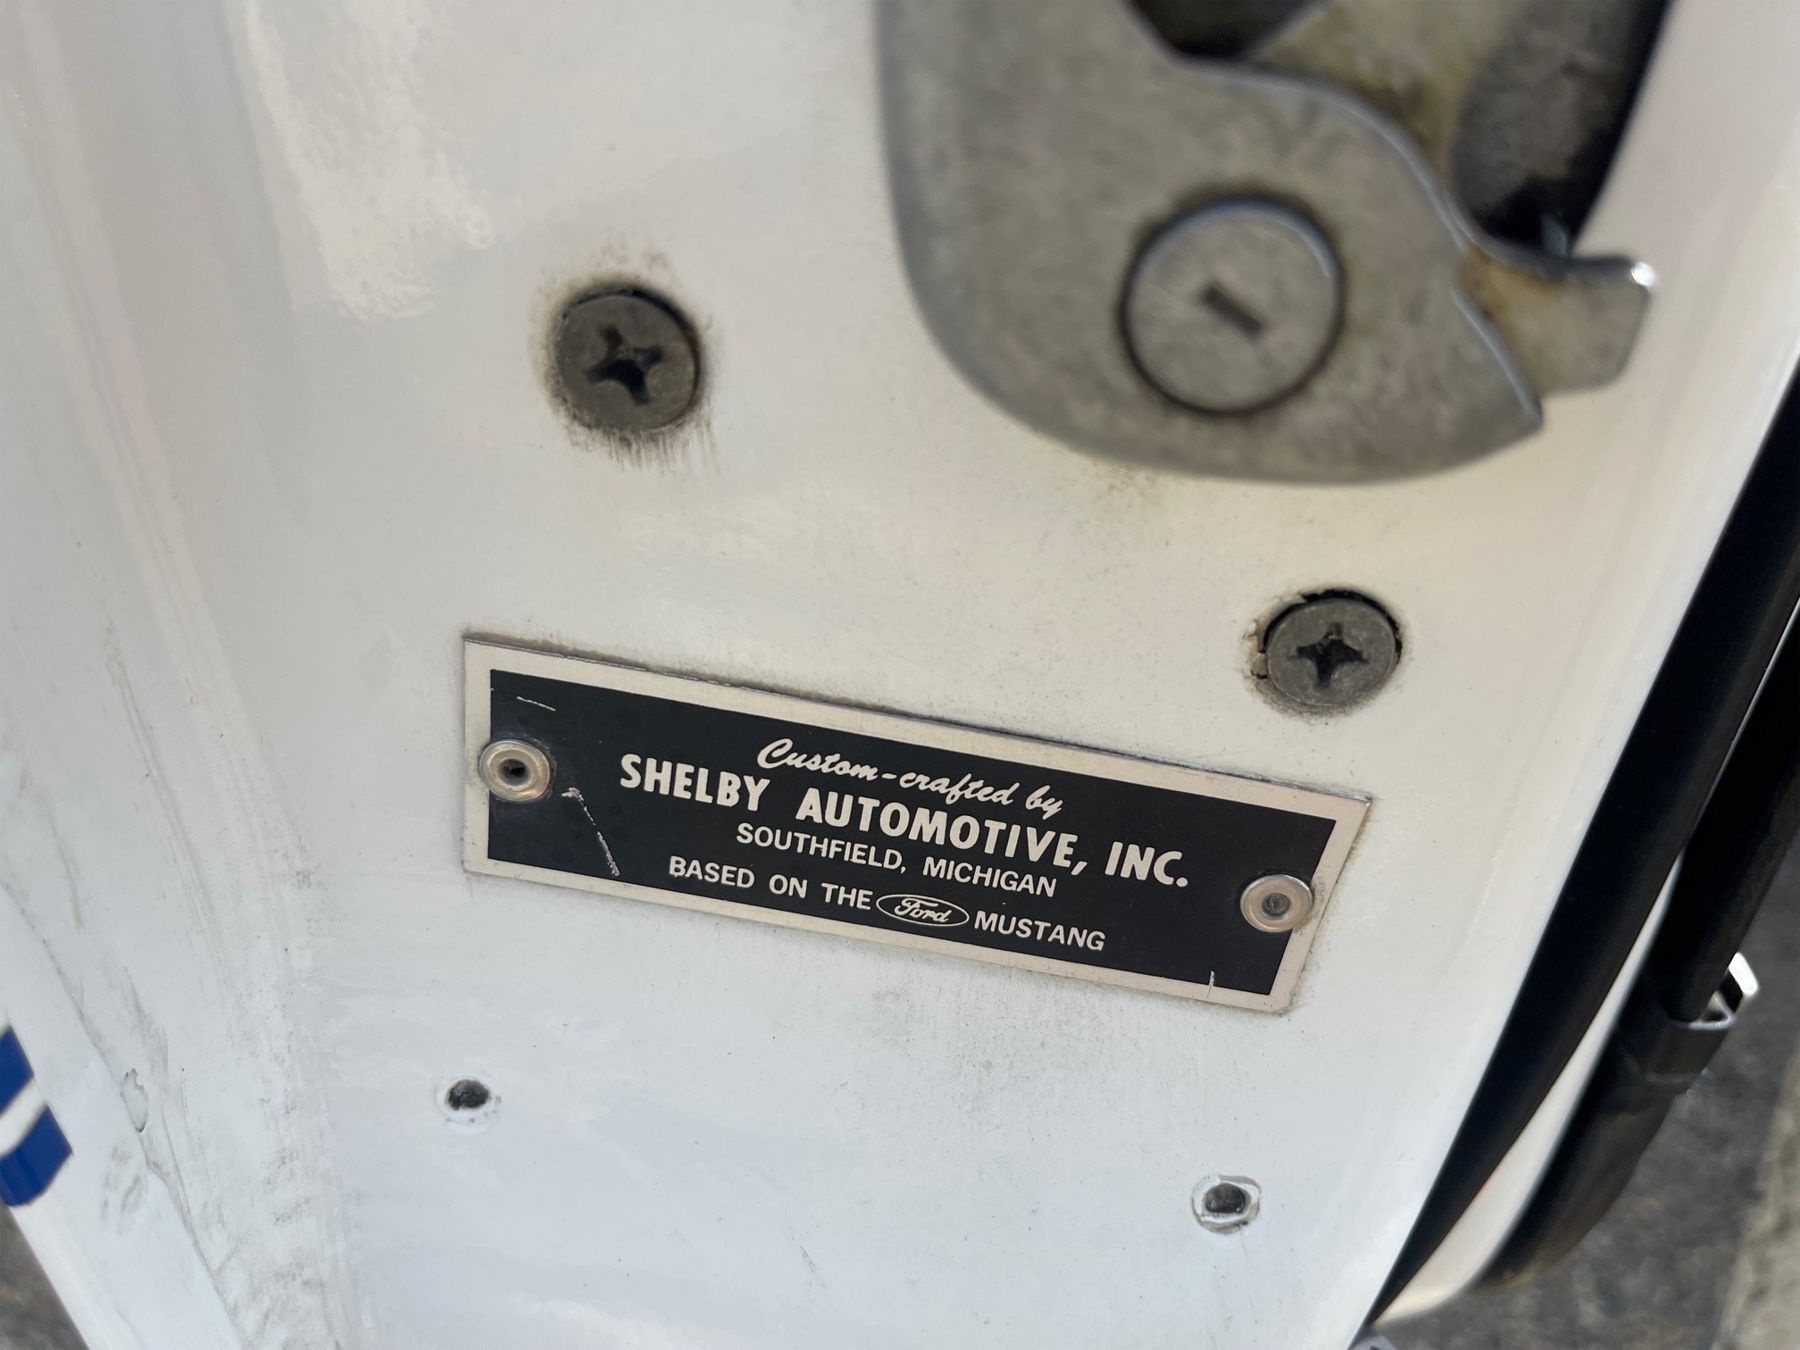 Custom-crafted by
SHELBY AUTOMOTIVE, INC.
SOUTHFIELD, MICHIGAN
BASED ON THE Ford MUSTANG